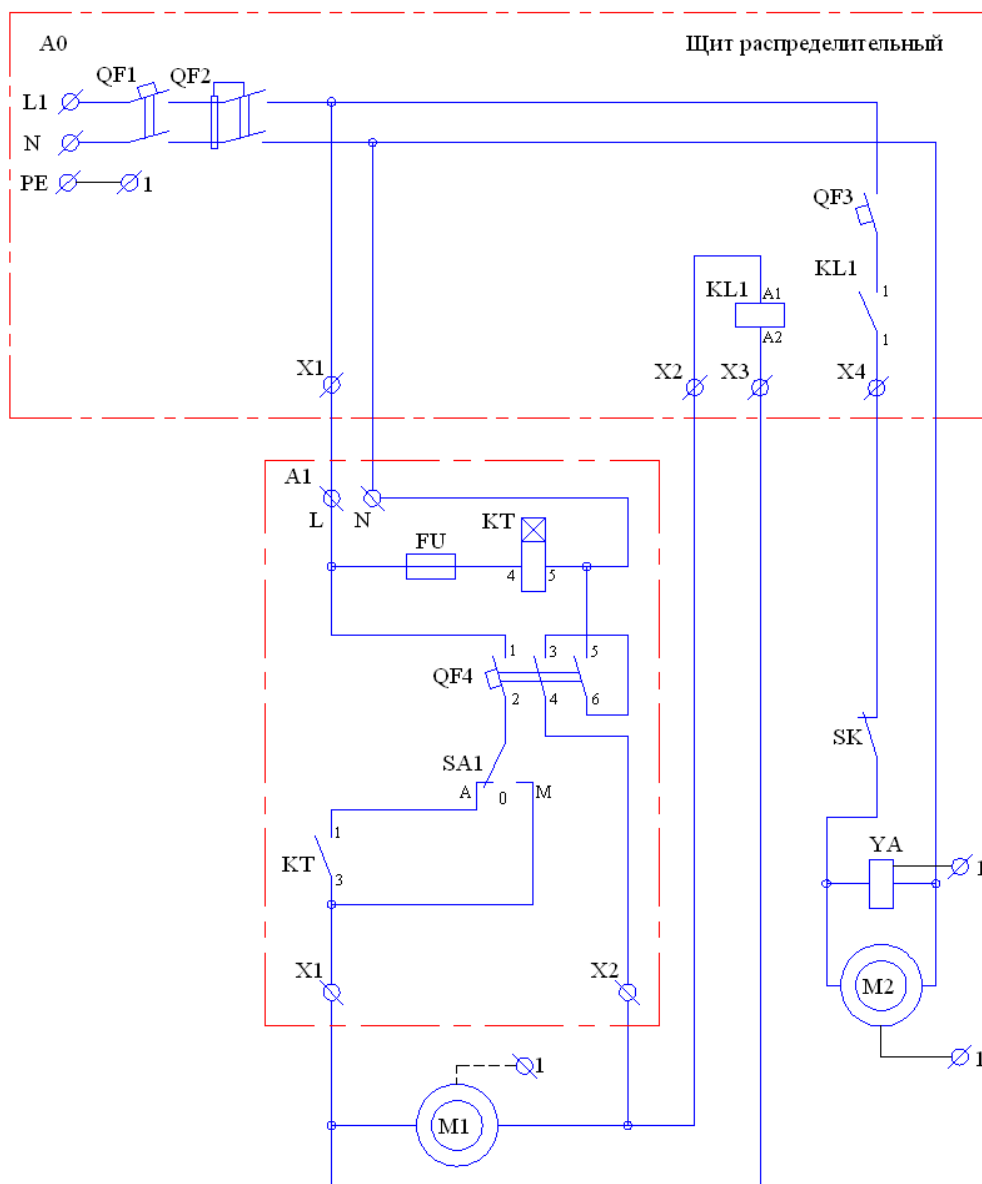 A0
Щит распределительный
QF1 QF2
L1
N
PE 1
QF3
KL1
1
1
KL1
A1
A2
X1
X2 X3 X4
A1
L N
KT
FU
4 5
1 3 5
QF4
2 4 6
SA1
A 0 M
1
KT
3
SK
YA
1
X1 X2
M2
1
1
M1